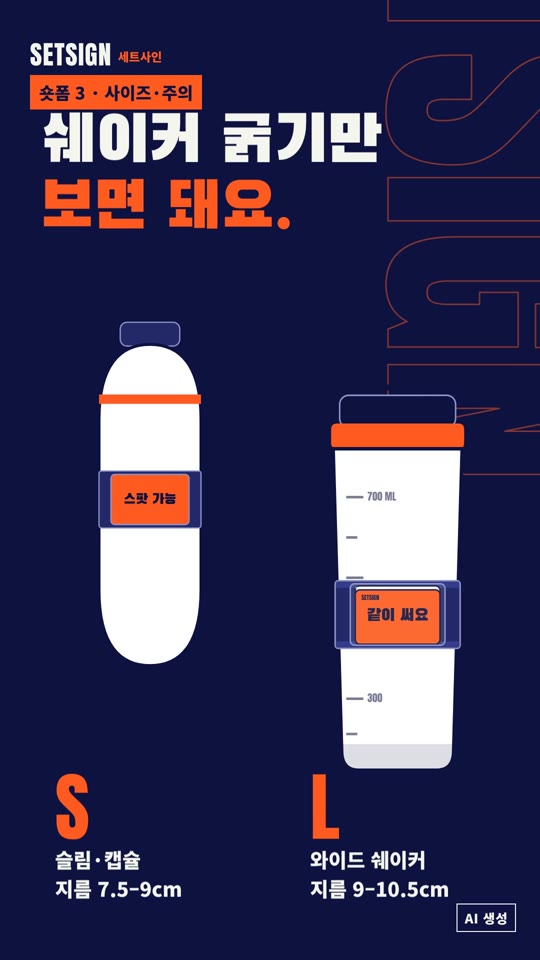 SETSIGN 세트사인
숏폼 3 · 사이즈·주의
쉐이커 굵기만
보면 돼요.
SIGN
스팟 가능
700 ML
SETSIGN
같이 써요
300
S
슬림·캡슐
지름 7.5-9cm
L
와이드 쉐이커
지름 9-10.5cm
AI 생성